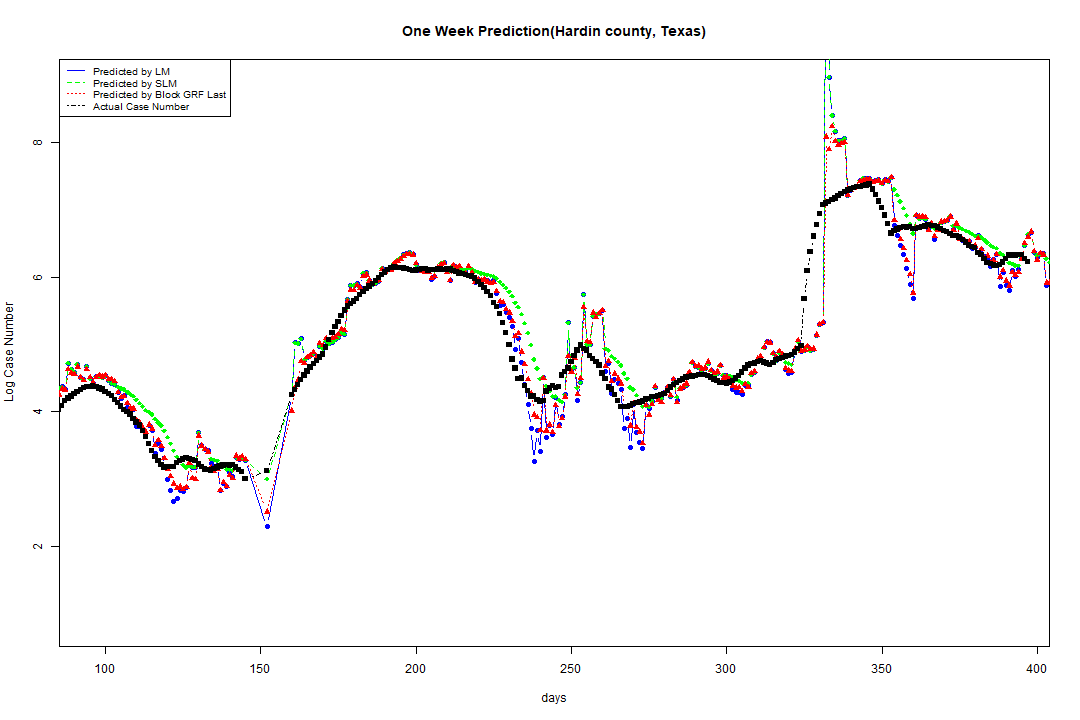 One Week Prediction(Hardin county, Texas)
Predicted by LM
Predicted by SLM
Predicted by Block GRF Last
Actual Case Number
8
6
4
2
Log Case Number
100 150 200 250 300 350 400
days